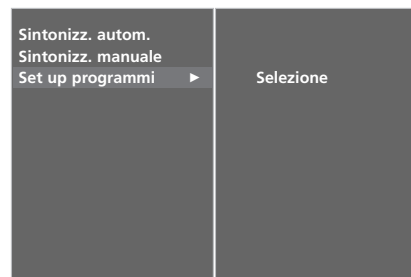 Sintonizz. autom.
Sintonizz. manuale
Set up programmi ►
Selezione